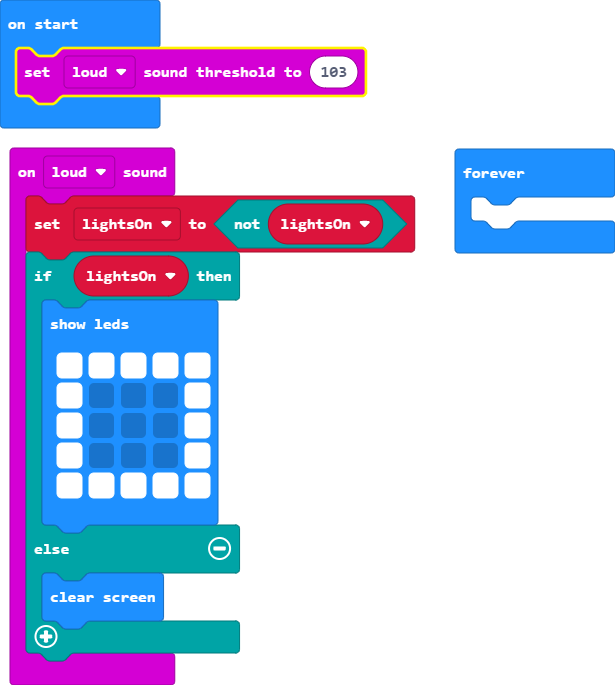 on start
set loud sound threshold to 103
on loud sound
forever
set lightsOn to not lightsOn
if lightsOn then
show leds
else
clear screen